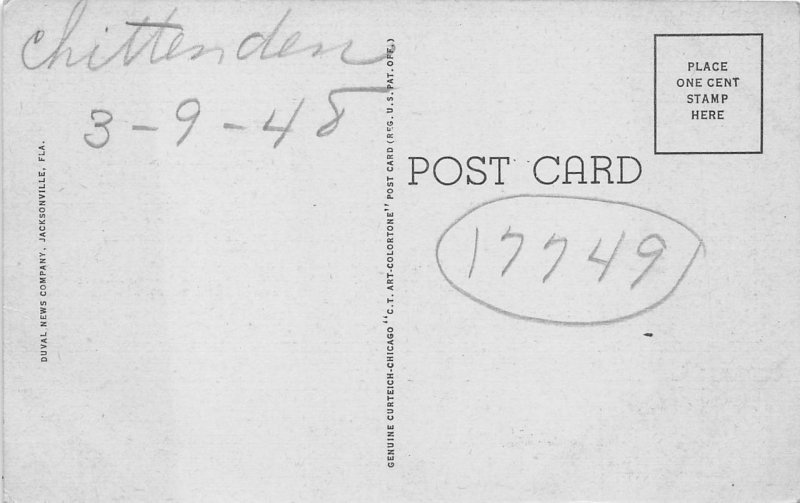 Chittenden
3-9-48
DUVAL NEWS COMPANY, JACKSONVILLE, FLA.
GENUINE CURTEICH-CHICAGO "C.T. ART-COLORTONE" POST CARD (REG. U.S. PAT. OFF.)
PLACE
ONE CENT
STAMP
HERE
POST CARD
17749